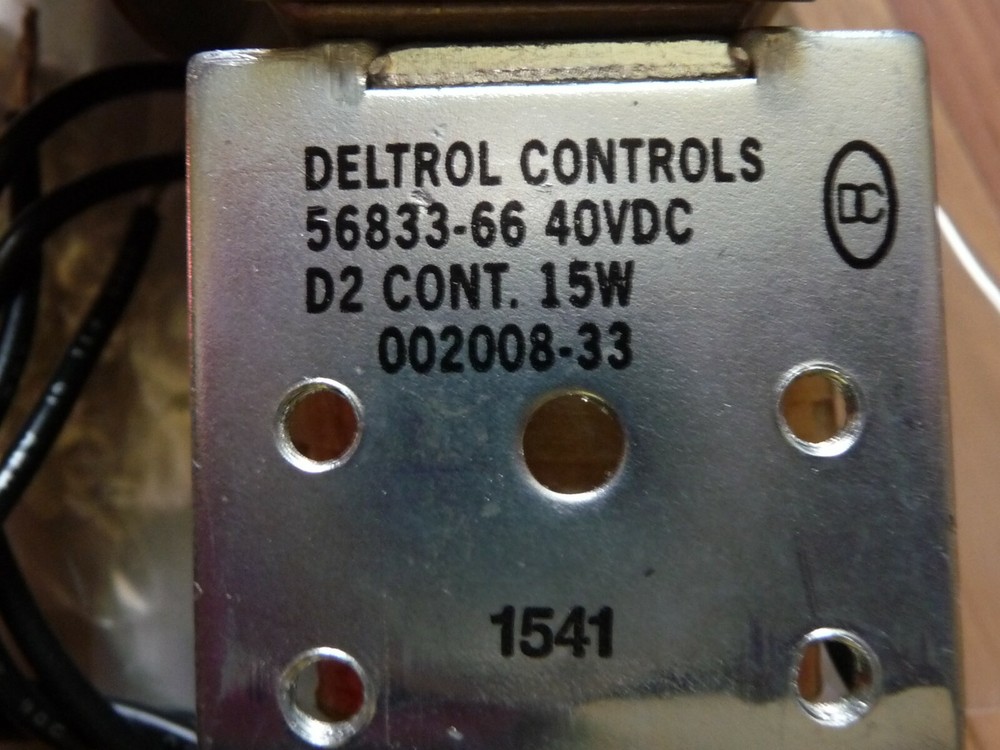 DELTROL CONTROLS
DC
56833-66 40VDC
D2 CONT. 15W
002008-33
1541